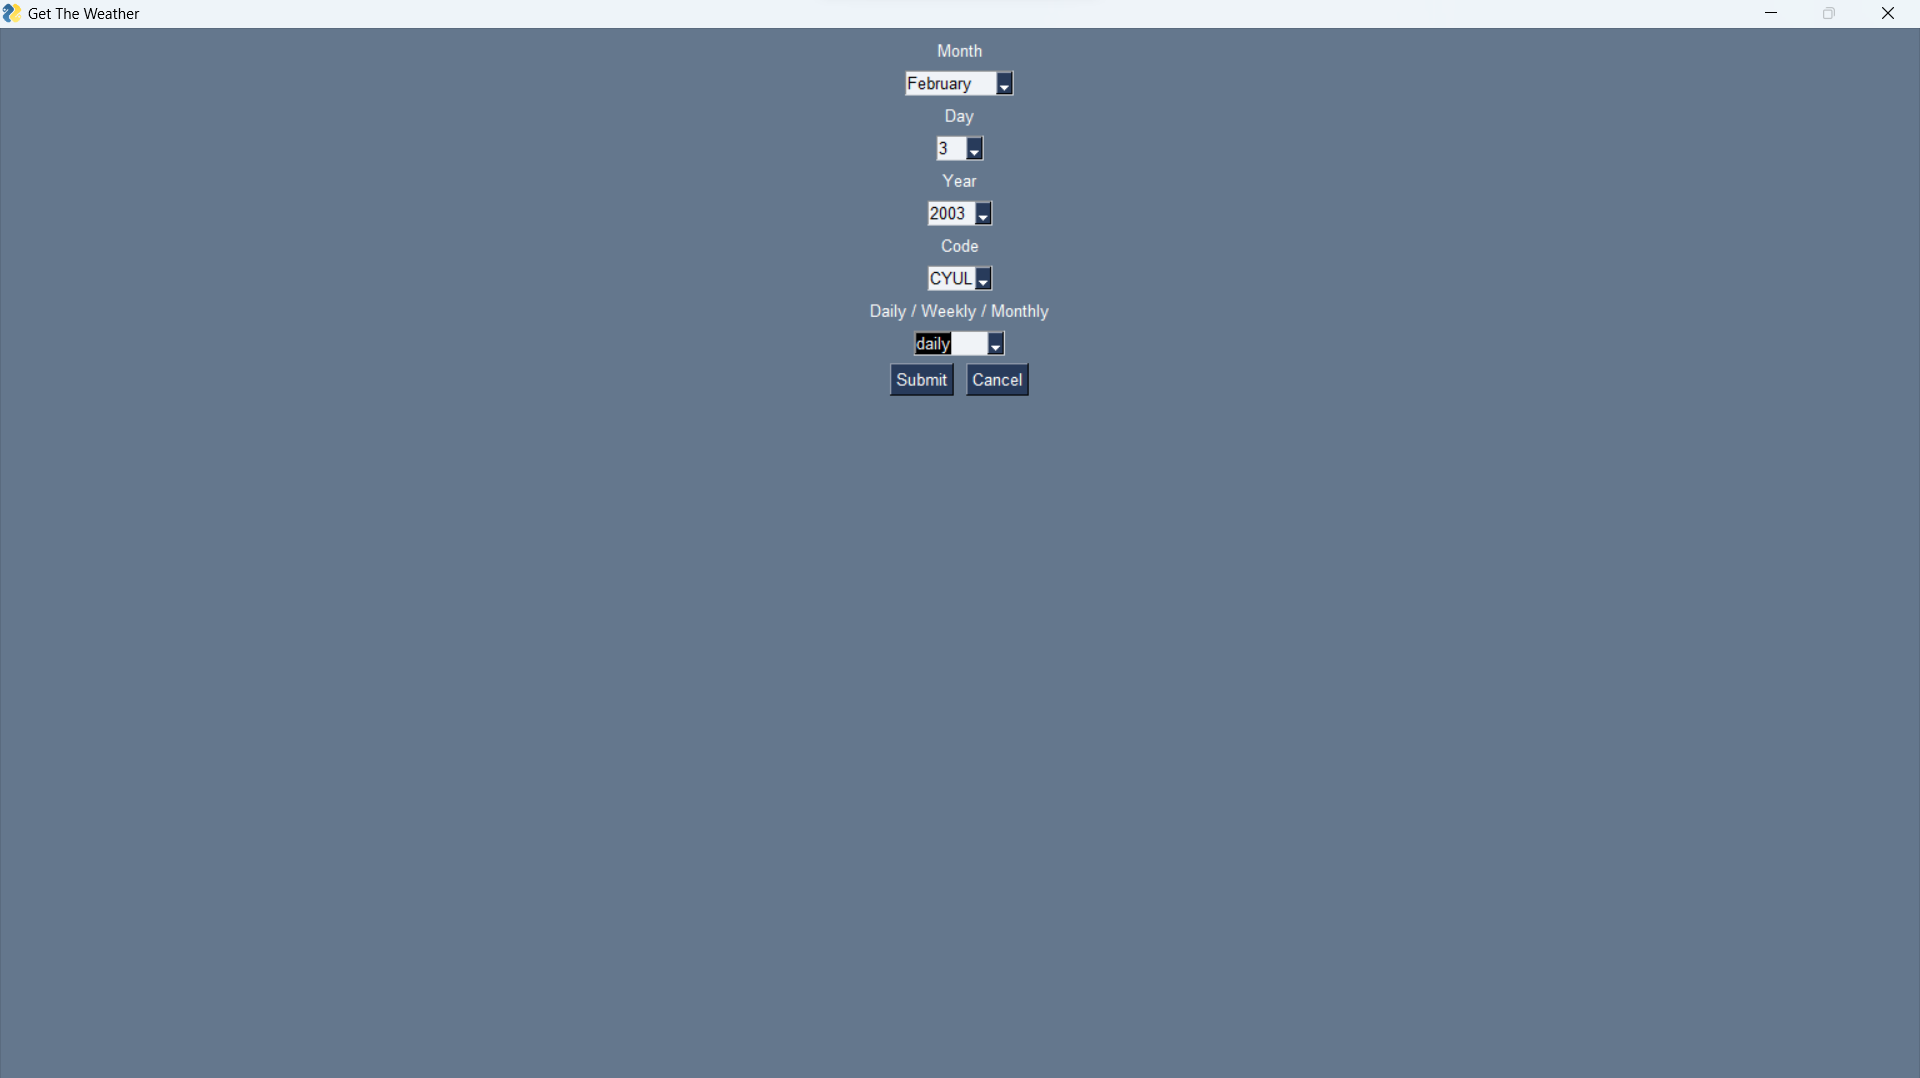 Get The Weather
Month
February
Day
3
Year
2003
Code
CYUL
Daily / Weekly / Monthly
daily
Submit Cancel